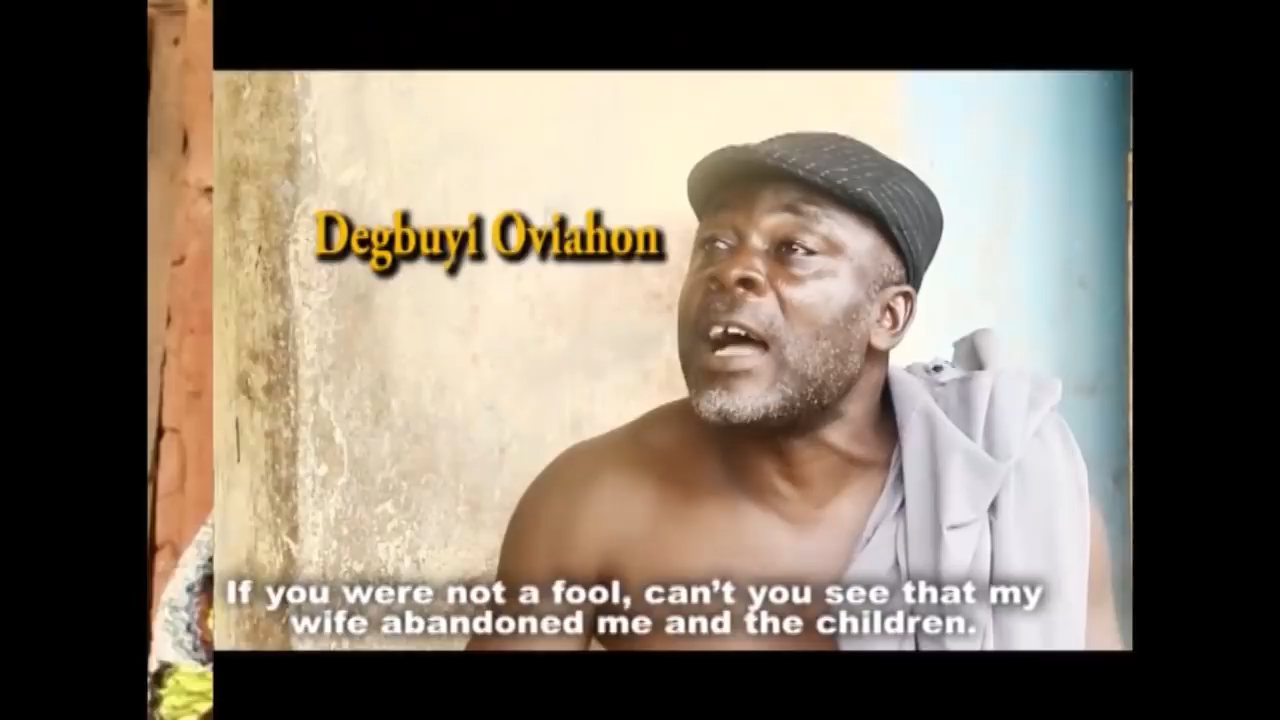 Degbuyi Oviahon
If you were not a fool, can't you see that my
wife abandoned me and the children.